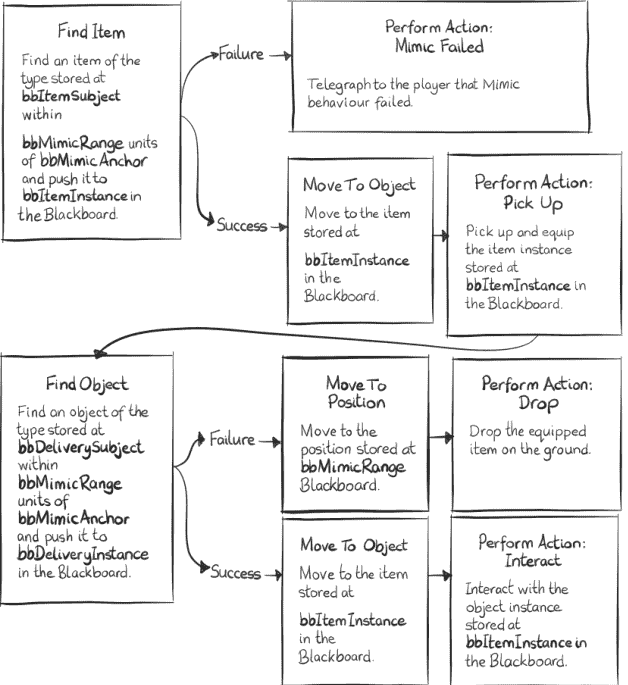 Find Item
Find an item of the
type stored at
bbItemSubject
within
bbMimicRange units
of bbMimicAnchor
and push it to
bbItemInstance in
the Blackboard.
Failure
Perform Action:
Mimic Failed
Telegraph to the player that Mimic
behaviour failed.
Success
Move To Object
Move to the item
stored at
bbItemInstance
in the
Blackboard.
Perform Action:
Pick Up
Pick up and equip
the item instance
stored at
bbItemInstance in
the Blackboard.
Find Object
Find an object of the
type stored at
bbDeliverySubject
within
bbMimicRange
units of
bbMimicAnchor
and push it to
bbDeliveryInstance
in the Blackboard.
Failure
Move To
Position
Move to the
position stored at
bbMimicRange
Blackboard.
Perform Action:
Drop
Drop the equipped
item on the ground.
Success
Move To Object
Move to the item
stored at
bbItemInstance
in the
Blackboard.
Perform Action:
Interact
Interact with the
object instance
stored at
bbItemInstance in
the Blackboard.